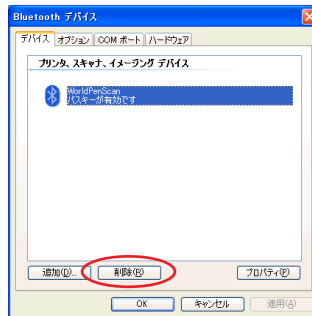 Bluetooth デバイス
デバイス オプション COM ポート ハードウェア
プリンタ、スキャナ、イメージング デバイス
WorldPenScan
パスキーが有効です
追加(D)... 削除(R) プロパティ(P)
OK キャンセル 適用(A)